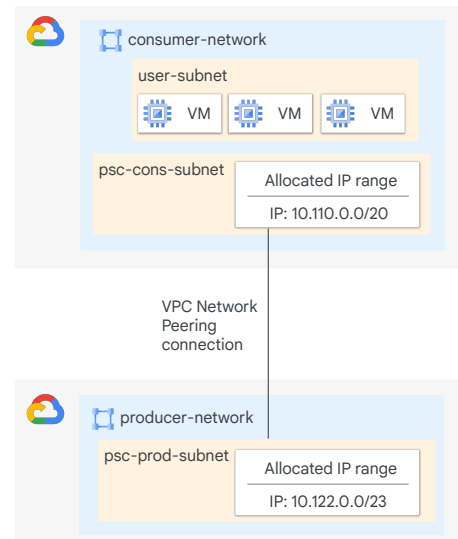 consumer-network
user-subnet
VM VM VM
psc-cons-subnet
Allocated IP range
IP: 10.110.0.0/20
VPC Network
Peering
connection
producer-network
psc-prod-subnet
Allocated IP range
IP: 10.122.0.0/23